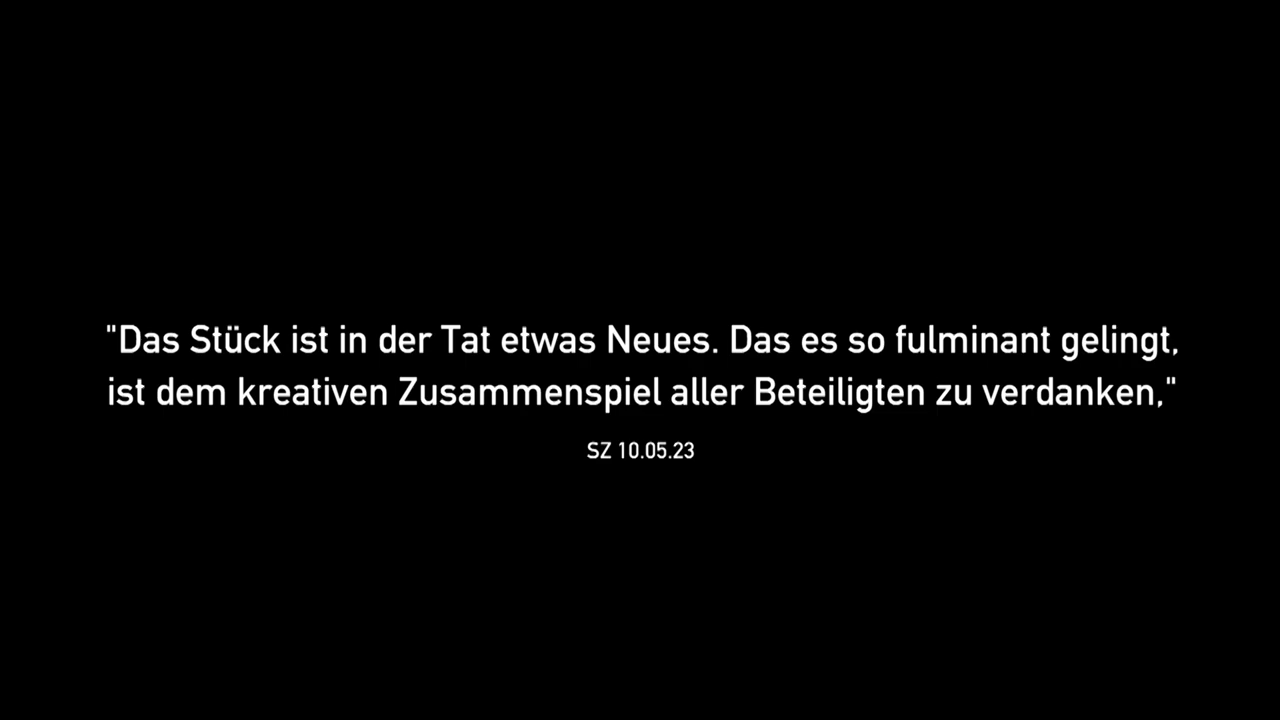 "Das Stück ist in der Tat etwas Neues. Das es so fulminant gelingt,
ist dem kreativen Zusammenspiel aller Beteiligten zu verdanken,"
SZ 10.05.23